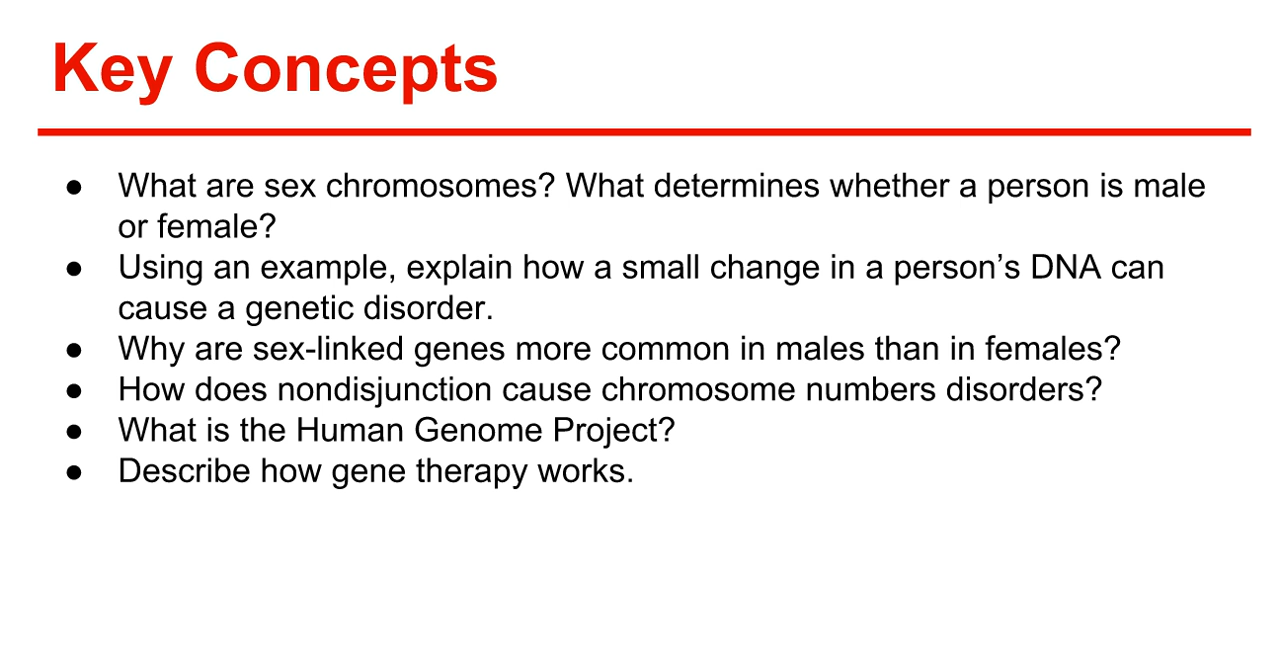 Key Concepts
● What are sex chromosomes? What determines whether a person is male
or female?
● Using an example, explain how a small change in a person’s DNA can
cause a genetic disorder.
● Why are sex-linked genes more common in males than in females?
● How does nondisjunction cause chromosome numbers disorders?
● What is the Human Genome Project?
● Describe how gene therapy works.